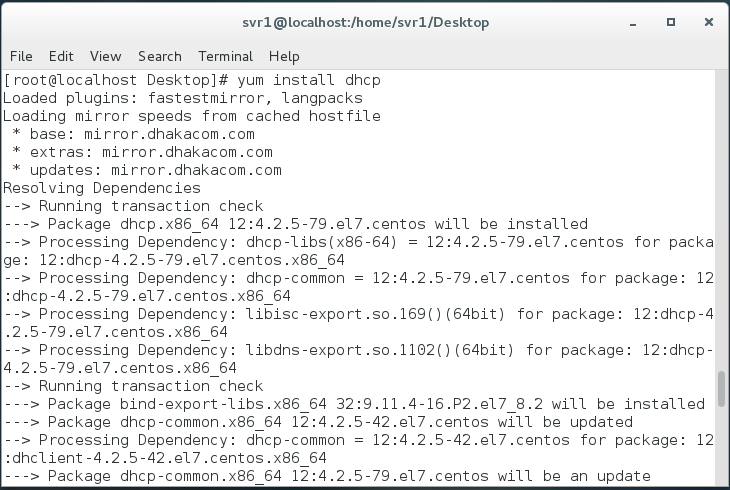 svr1@localhost:/home/svr1/Desktop
File Edit View Search Terminal Help
[root@localhost Desktop]# yum install dhcp
Loaded plugins: fastestmirror, langpacks
Loading mirror speeds from cached hostfile
 * base: mirror.dhakacom.com
 * extras: mirror.dhakacom.com
 * updates: mirror.dhakacom.com
Resolving Dependencies
--> Running transaction check
---> Package dhcp.x86_64 12:4.2.5-79.el7.centos will be installed
--> Processing Dependency: dhcp-libs(x86-64) = 12:4.2.5-79.el7.centos for packa
ge: 12:dhcp-4.2.5-79.el7.centos.x86_64
--> Processing Dependency: dhcp-common = 12:4.2.5-79.el7.centos for package: 12
:dhcp-4.2.5-79.el7.centos.x86_64
--> Processing Dependency: libisc-export.so.169()(64bit) for package: 12:dhcp-4
.2.5-79.el7.centos.x86_64
--> Processing Dependency: libdns-export.so.1102()(64bit) for package: 12:dhcp-
4.2.5-79.el7.centos.x86_64
--> Running transaction check
---> Package bind-export-libs.x86_64 32:9.11.4-16.P2.el7_8.2 will be installed
---> Package dhcp-common.x86_64 12:4.2.5-42.el7.centos will be updated
--> Processing Dependency: dhcp-common = 12:4.2.5-42.el7.centos for package: 12
:dhclient-4.2.5-42.el7.centos.x86_64
---> Package dhcp-common.x86_64 12:4.2.5-79.el7.centos will be an update